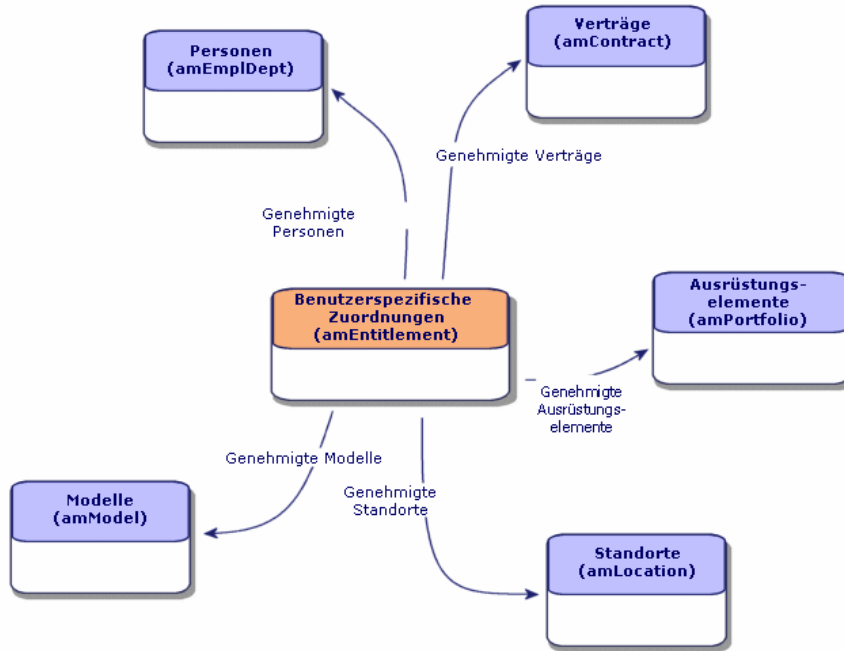 Personen
(amEmplDept)
Verträge
(amContract)
Genehmigte Verträge
Genehmigte
Personen
Benutzerspezifische
Zuordnungen
(amEntitlement)
Ausrüstungs-
elemente
(amPortfolio)
Genehmigte
Ausrüstungs-
elemente
Genehmigte Modelle
Genehmigte
Standorte
Modelle
(amModel)
Standorte
(amLocation)